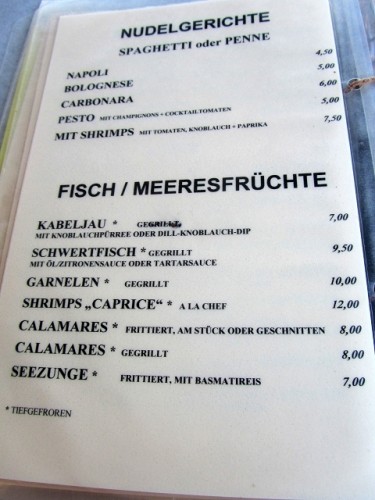 NUDELGERICHTE
SPAGHETTI oder PENNE
NAPOLI 4,50
BOLOGNESE 5,00
CARBONARA 6,00
PESTO MIT CHAMPIGNONS + COCKTAILTOMATEN 5,00
MIT SHRIMPS MIT TOMATEN, KNOBLAUCH + PAPRIKA 7,50
FISCH / MEERESFRÜCHTE
KABELJAU * 7,00
MIT KNOBLAUCHPÜRREE ODER DILL-KNOBLAUCH-DIP
SCHWERTFISCH * GEGRILLT 9,50
MIT ÖL/ZITRONENSAUCE ODER TARTARSAUCE
GARNELEN * GEGRILLT 10,00
SHRIMPS „CAPRICE" * A LA CHEF 12,00
CALAMARES * FRITTIERT, AM STÜCK ODER GESCHNITTEN 8,00
CALAMARES * GEGRILLT 8,00
SEEZUNGE * FRITTIERT, MIT BASMATIREIS 7,00
* TIEFGEFROREN